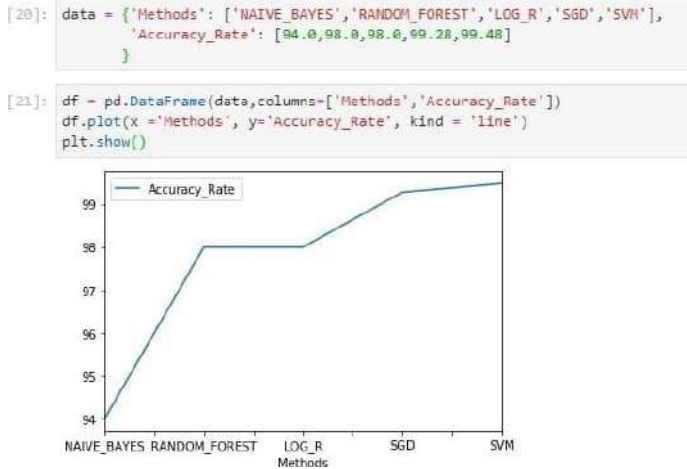 [20]: data = {'Methods': ['NAIVE_BAYES','RANDOM_FOREST','LOG_R','SGD','SVM'],
'Accuracy_Rate': [94.0,98.0,98.0,99.28,99.48]
}
[21]: df = pd.DataFrame(data,columns=['Methods','Accuracy_Rate'])
df.plot(x ='Methods', y='Accuracy_Rate', kind = 'line')
plt.show()
Accuracy_Rate
99
98
97
96
95
94
NAIVE_BAYES RANDOM_FOREST LOG_R SGD SVM
Methods